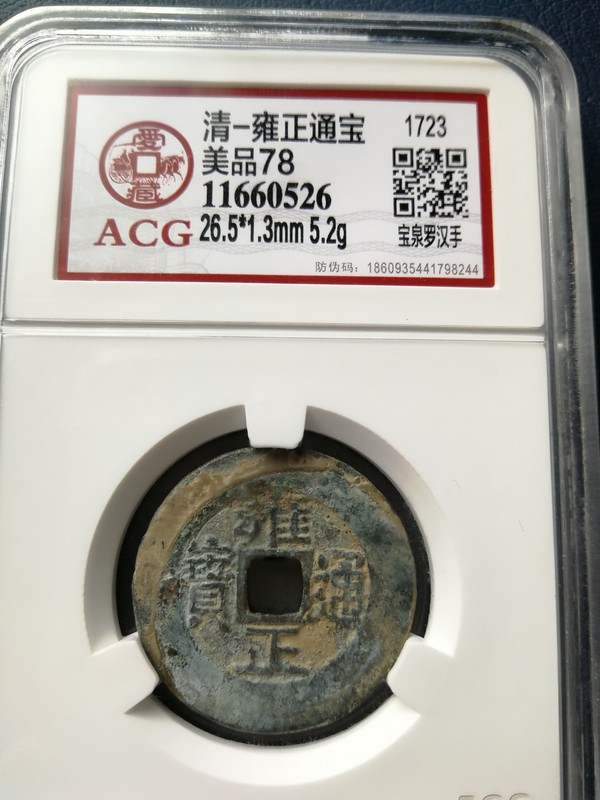 愛藏
ACG
清-雍正通宝
1723
美品78
11660526
26.5*1.3mm 5.2g
宝泉罗汉手
防伪码：1860935441798244
雍正通寶